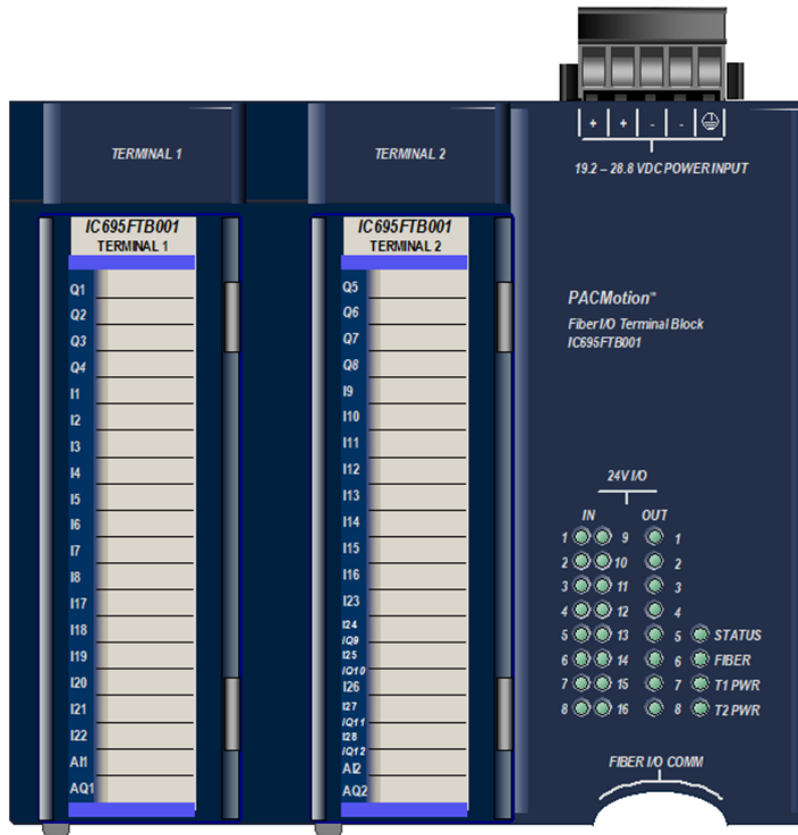 + + - -
19.2 – 28.8 VDC POWER INPUT
TERMINAL 1
TERMINAL 2
IC695FTB001
TERMINAL 1
Q1
Q2
Q3
Q4
I1
I2
I3
I4
I5
I6
I7
I8
I17
I18
I19
I20
I21
I22
AI1
AQ1
IC695FTB001
TERMINAL 2
Q5
Q6
Q7
Q8
I9
I10
I11
I12
I13
I14
I15
I16
I23
I24
/Q9
I25
/Q10
I26
I27
/Q11
I28
/Q12
AI2
AQ2
PACMotion™
Fiber I/O Terminal Block
IC695FTB001
24V I/O
IN OUT
1 9 1
2 10 2
3 11 3
4 12 4
5 13 5 STATUS
6 14 6 FIBER
7 15 7 T1 PWR
8 16 8 T2 PWR
FIBER I/O COMM